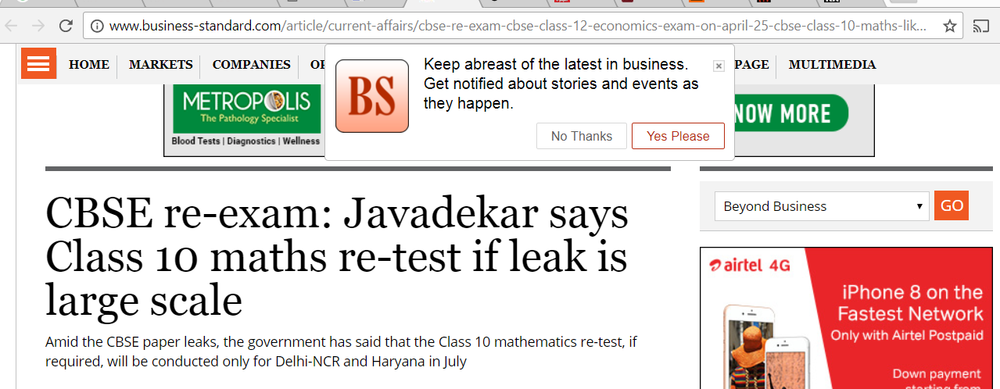 www.business-standard.com/article/current-affairs/cbse-re-exam-cbse-class-12-economics-exam-on-april-25-cbse-class-10-maths-lik...
HOME MARKETS COMPANIES OP PAGE MULTIMEDIA
BS
Keep abreast of the latest in business.
Get notified about stories and events as
they happen.
No Thanks Yes Please
METROPOLIS
The Pathology Specialist
Blood Tests | Diagnostics | Wellness
NOW MORE
CBSE re-exam: Javadekar says
Class 10 maths re-test if leak is
large scale
Amid the CBSE paper leaks, the government has said that the Class 10 mathematics re-test, if
required, will be conducted only for Delhi-NCR and Haryana in July
Beyond Business GO
airtel 4G
iPhone 8 on the
Fastest Network
Only with Airtel Postpaid
Down payment
starting from